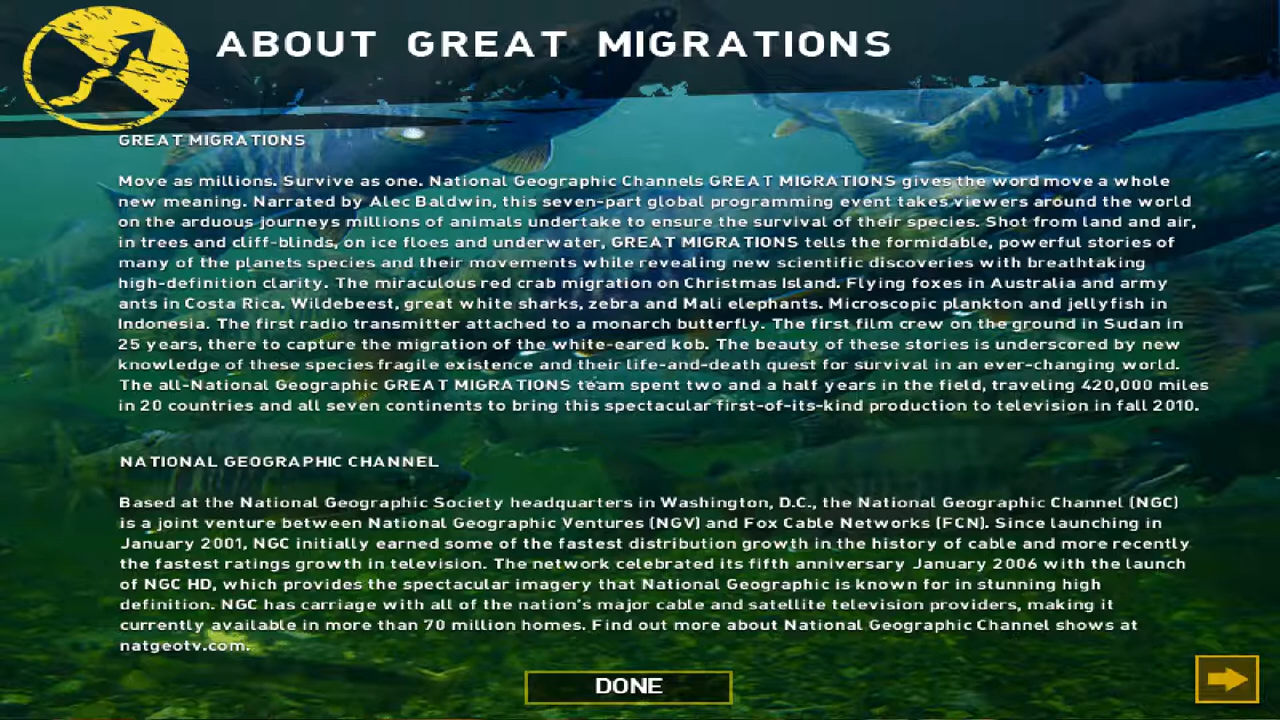 ABOUT GREAT MIGRATIONS
GREAT MIGRATIONS
Move as millions. Survive as one. National Geographic Channels GREAT MIGRATIONS gives the word move a whole
new meaning. Narrated by Alec Baldwin, this seven-part global programming event takes viewers around the world
on the arduous journeys millions of animals undertake to ensure the survival of their species. Shot from land and air,
in trees and cliff-blinds, on ice floes and underwater, GREAT MIGRATIONS tells the formidable, powerful stories of
many of the planets species and their movements while revealing new scientific discoveries with breathtaking
high-definition clarity. The miraculous red crab migration on Christmas Island. Flying foxes in Australia and army
ants in Costa Rica. Wildebeest, great white sharks, zebra and Mali elephants. Microscopic plankton and jellyfish in
Indonesia. The first radio transmitter attached to a monarch butterfly. The first film crew on the ground in Sudan in
25 years, there to capture the migration of the white-eared kob. The beauty of these stories is underscored by new
knowledge of these species fragile existence and their life-and-death quest for survival in an ever-changing world.
The all-National Geographic GREAT MIGRATIONS team spent two and a half years in the field, traveling 420,000 miles
in 20 countries and all seven continents to bring this spectacular first-of-its-kind production to television in fall 2010.
NATIONAL GEOGRAPHIC CHANNEL
Based at the National Geographic Society headquarters in Washington, D.C., the National Geographic Channel (NGC)
is a joint venture between National Geographic Ventures (NGV) and Fox Cable Networks (FCN). Since launching in
January 2001, NGC initially earned some of the fastest distribution growth in the history of cable and more recently
the fastest ratings growth in television. The network celebrated its fifth anniversary January 2006 with the launch
of NGC HD, which provides the spectacular imagery that National Geographic is known for in stunning high
definition. NGC has carriage with all of the nation's major cable and satellite television providers, making it
currently available in more than 70 million homes. Find out more about National Geographic Channel shows at
natgeotv.com.
DONE